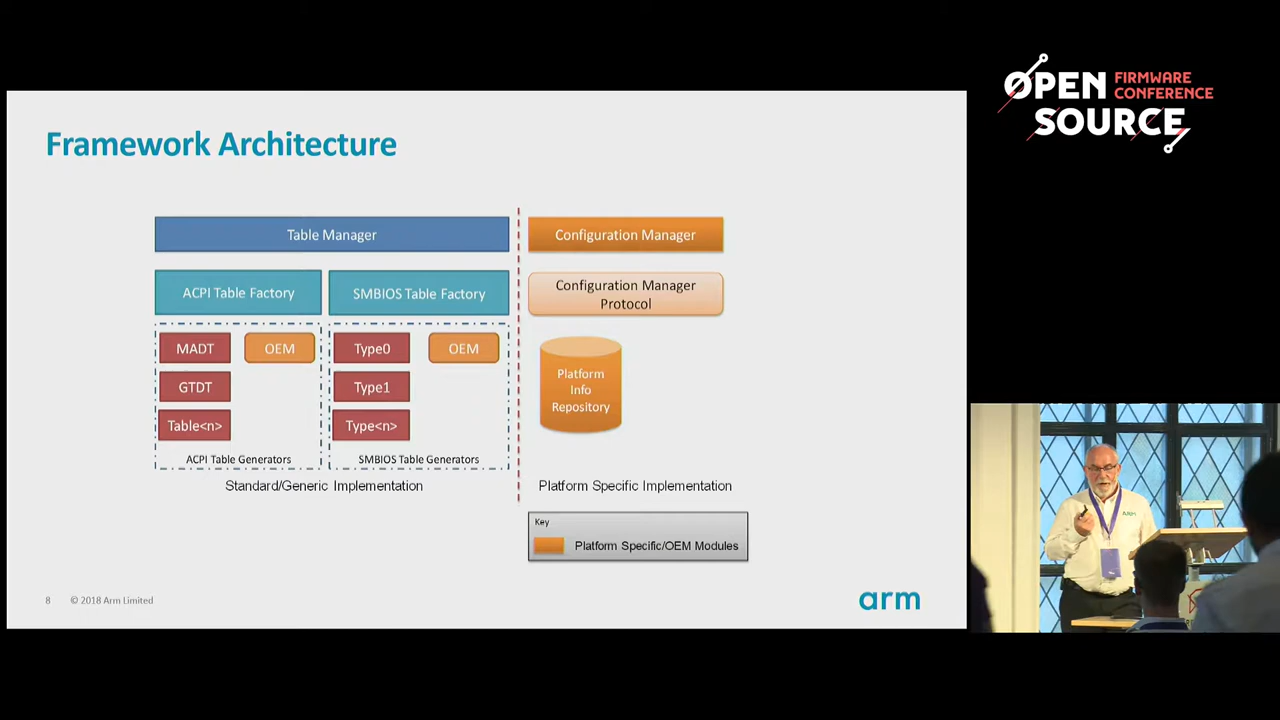 OPEN FIRMWARE
CONFERENCE
SOURCE
Framework Architecture
Table Manager
Configuration Manager
ACPI Table Factory
SMBIOS Table Factory
Configuration Manager
Protocol
MADT
OEM
Type0
OEM
GTDT
Type1
Table<n>
Type<n>
Platform
Info
Repository
ACPI Table Generators
SMBIOS Table Generators
Standard/Generic Implementation
Platform Specific Implementation
Key
Platform Specific/OEM Modules
8
© 2018 Arm Limited
arm
ARM